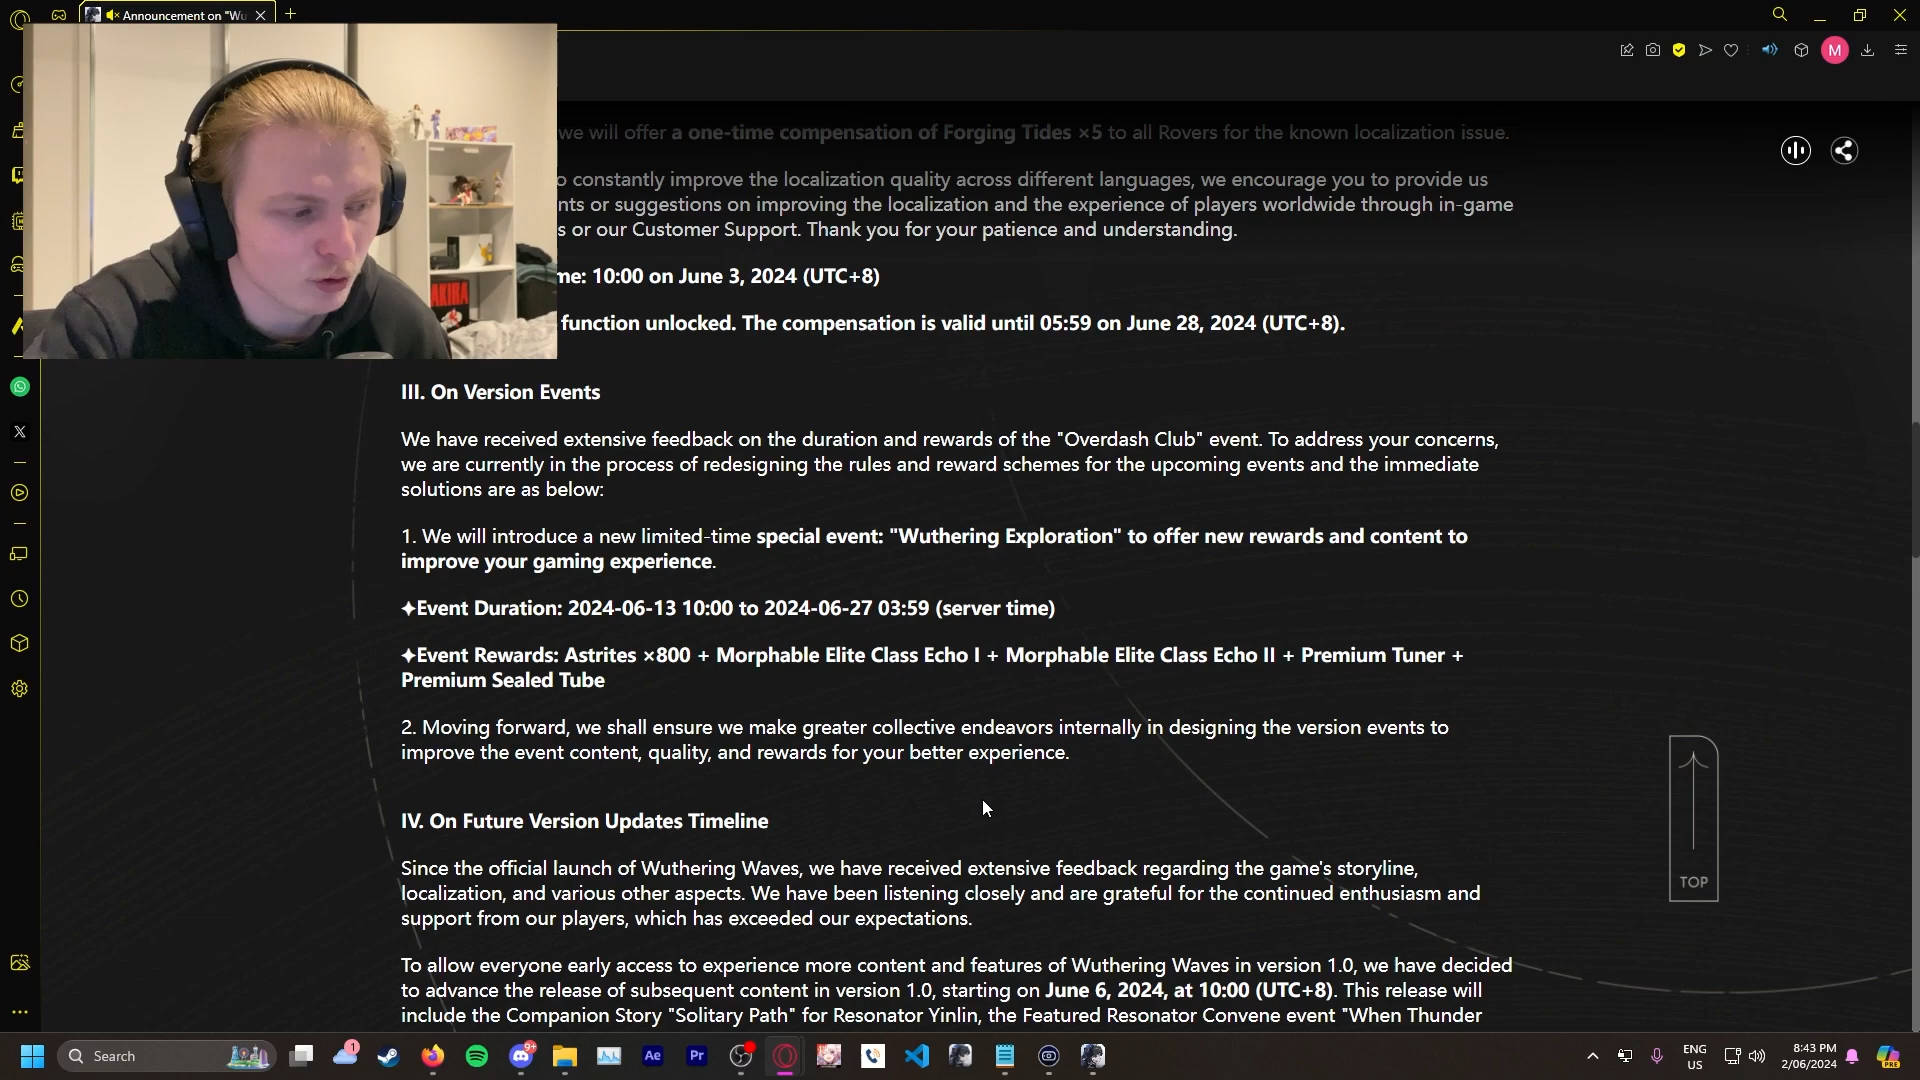 Announcement on "Wu
M
we will offer a one-time compensation of Forging Tides ×5 to all Rovers for the known localization issue.
o constantly improve the localization quality across different languages, we encourage you to provide us
nts or suggestions on improving the localization and the experience of players worldwide through in-game
s or our Customer Support. Thank you for your patience and understanding.
me: 10:00 on June 3, 2024 (UTC+8)
function unlocked. The compensation is valid until 05:59 on June 28, 2024 (UTC+8).
AKIRA
III. On Version Events
We have received extensive feedback on the duration and rewards of the "Overdash Club" event. To address your concerns,
we are currently in the process of redesigning the rules and reward schemes for the upcoming events and the immediate
solutions are as below:
1. We will introduce a new limited-time special event: "Wuthering Exploration" to offer new rewards and content to
improve your gaming experience.
✦Event Duration: 2024-06-13 10:00 to 2024-06-27 03:59 (server time)
✦Event Rewards: Astrites ×800 + Morphable Elite Class Echo I + Morphable Elite Class Echo II + Premium Tuner +
Premium Sealed Tube
2. Moving forward, we shall ensure we make greater collective endeavors internally in designing the version events to
improve the event content, quality, and rewards for your better experience.
IV. On Future Version Updates Timeline
Since the official launch of Wuthering Waves, we have received extensive feedback regarding the game's storyline,
localization, and various other aspects. We have been listening closely and are grateful for the continued enthusiasm and
support from our players, which has exceeded our expectations.
To allow everyone early access to experience more content and features of Wuthering Waves in version 1.0, we have decided
to advance the release of subsequent content in version 1.0, starting on June 6, 2024, at 10:00 (UTC+8). This release will
include the Companion Story "Solitary Path" for Resonator Yinlin, the Featured Resonator Convene event "When Thunder
TOP
Search
1
9+
Ae
Pr
ENG
US
8:43 PM
2/06/2024
PRE